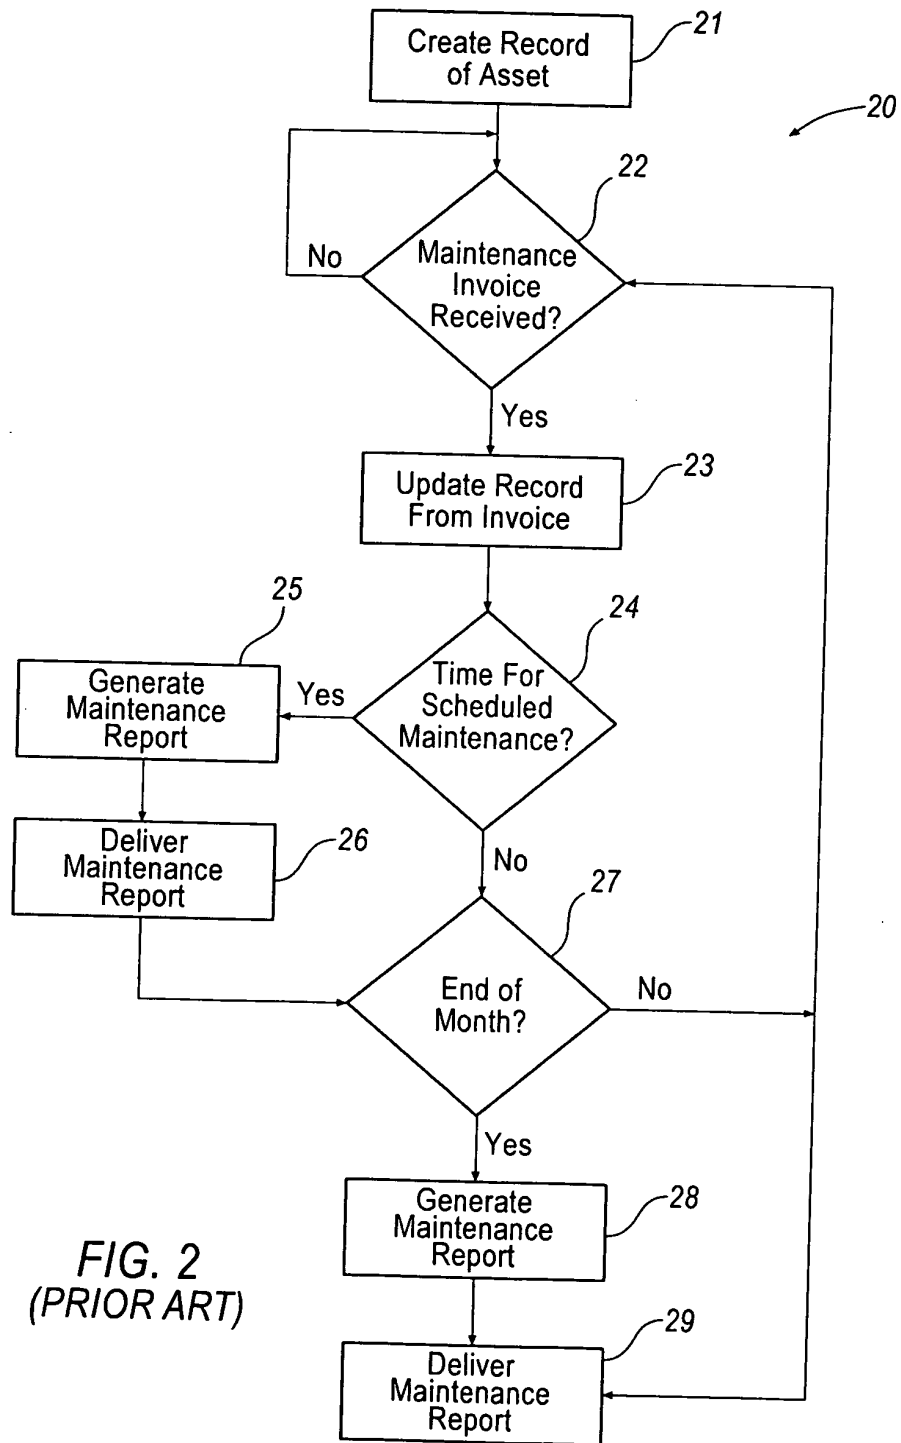 Create Record
of Asset
21
20
22
Maintenance
Invoice
Received?
No
Yes
23
Update Record
From Invoice
24
25
Time For
Scheduled
Maintenance?
Yes
Generate
Maintenance
Report
Deliver
Maintenance
Report
26
No
27
End of
Month?
No
Yes
Generate
Maintenance
Report
28
FIG. 2
(PRIOR ART)
29
Deliver
Maintenance
Report